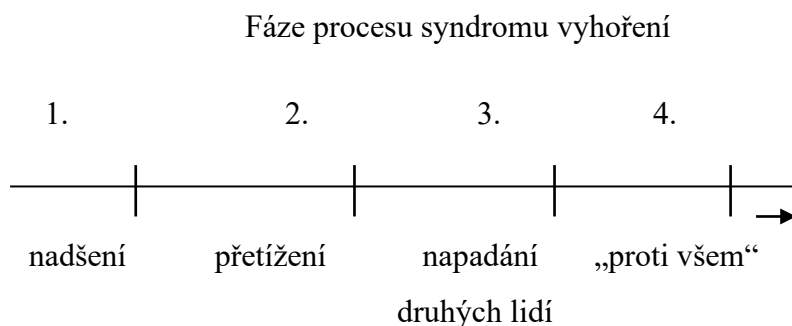 Fáze procesu syndromu vyhoření
1. 2. 3. 4.
nadšení přetížení napadání „proti všem“
druhých lidí